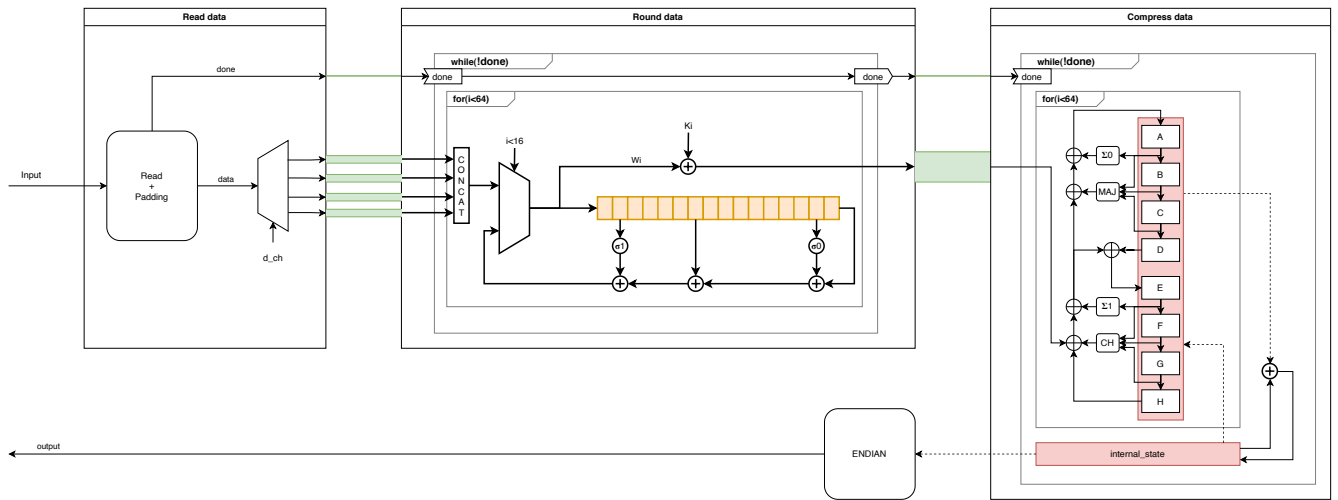 Read data
Round data
Compress data
while(!done)
while(!done)
done
done
done
done
for(i<64)
for(i<64)
Input
Read
+
Padding
data
d_ch
C
O
N
C
A
T
i<16
Ki
Wi
σ1
σ0
A
Σ0
B
MAJ
C
D
E
Σ1
F
CH
G
H
output
ENDIAN
internal_state